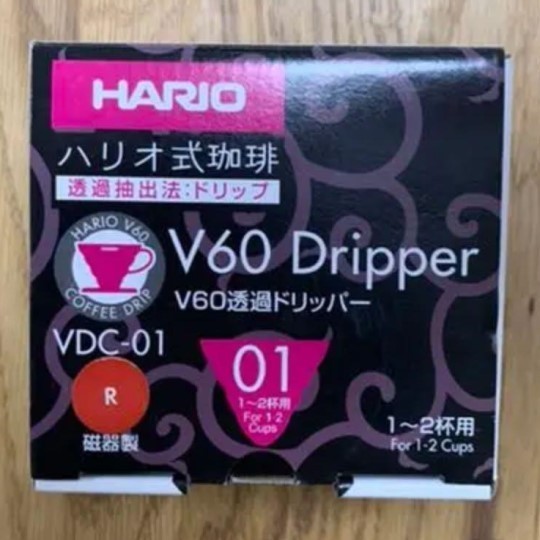 HARIO
ハリオ式珈琲
透過抽出法:ドリップ
HARIO V60
COFFEE DRIP
V60 Dripper
V60透過ドリッパー
VDC-01
R
磁器製
01
1～2杯用
For 1-2
Cups
1～2杯用
For 1-2 Cups